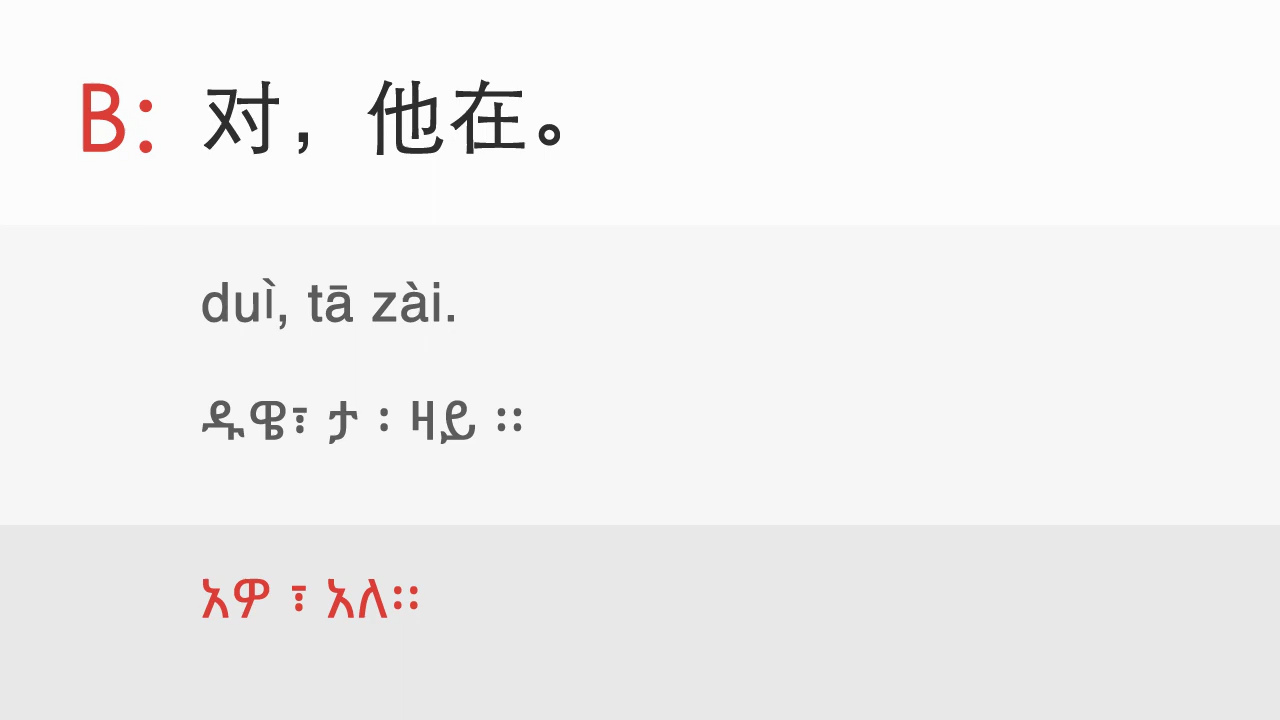 B: 对，他在。
duì, tā zài.
ዱዌ፣ ታ ፡ ዛይ ፡፡
አዎ ፣ አለ፡፡